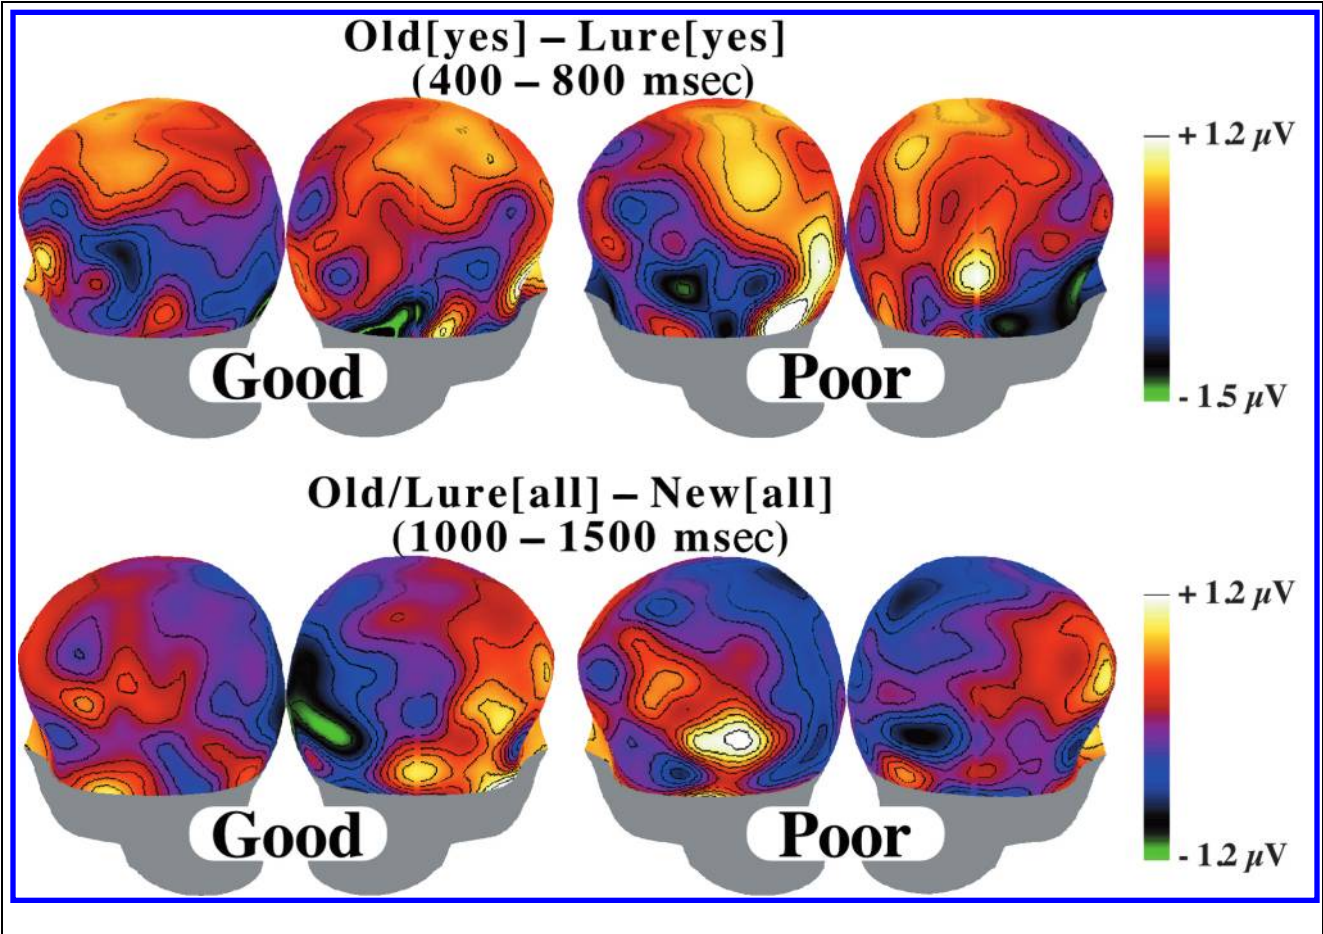 Old[yes] – Lure[yes]
(400 – 800 msec)
+ 1.2 µV
- 1.5 µV
Good
Poor
Old/Lure[all] – New[all]
(1000 – 1500 msec)
+ 1.2 µV
- 1.2 µV
Good
Poor